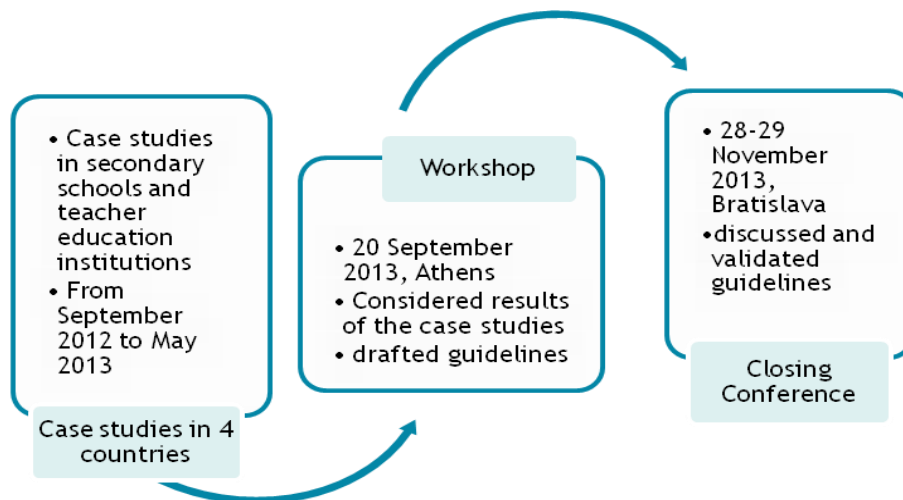 • Case studies
in secondary
schools and
teacher
education
institutions
• From
September
2012 to May
2013
Case studies in 4
countries
Workshop
• 20 September
2013, Athens
• Considered results
of the case studies
• drafted guidelines
• 28-29
November
2013,
Bratislava
•discussed and
validated
guidelines
Closing
Conference